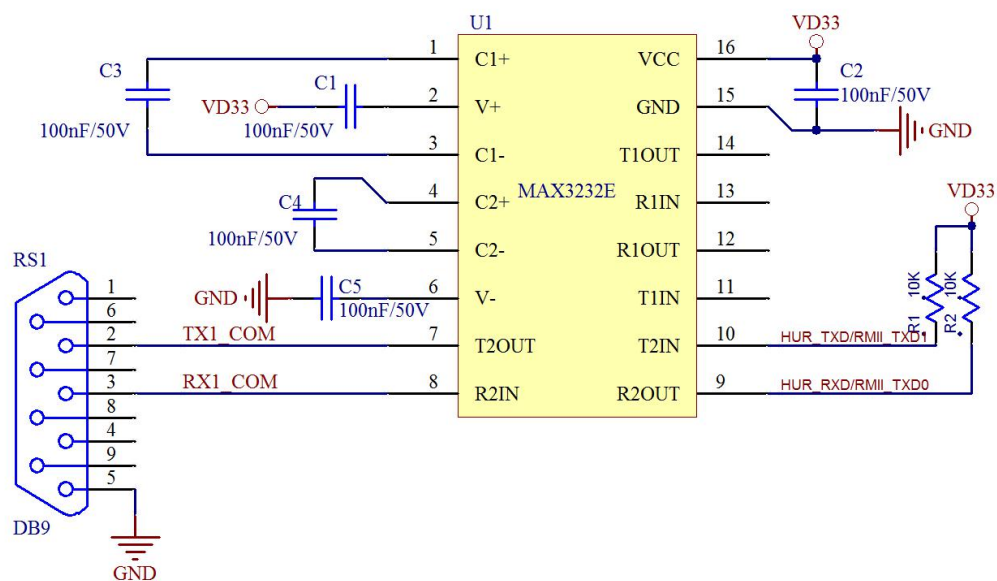 U1
MAX3232E
1 C1+
2 V+
3 C1-
4 C2+
5 C2-
6 V-
7 T2OUT
8 R2IN
VCC 16
GND 15
T1OUT 14
R1IN 13
R1OUT 12
T1IN 11
T2IN 10
R2OUT 9
C3
100nF/50V
VD33
C1
100nF/50V
C4
100nF/50V
GND
C5
100nF/50V
TX1_COM
RX1_COM
RS1
1
6
2
7
3
8
4
9
5
DB9
GND
VD33
C2
100nF/50V
GND
VD33
R1 10K
R2 10K
HUR_TXD/RMII_TXD1
HUR_RXD/RMII_TXD0